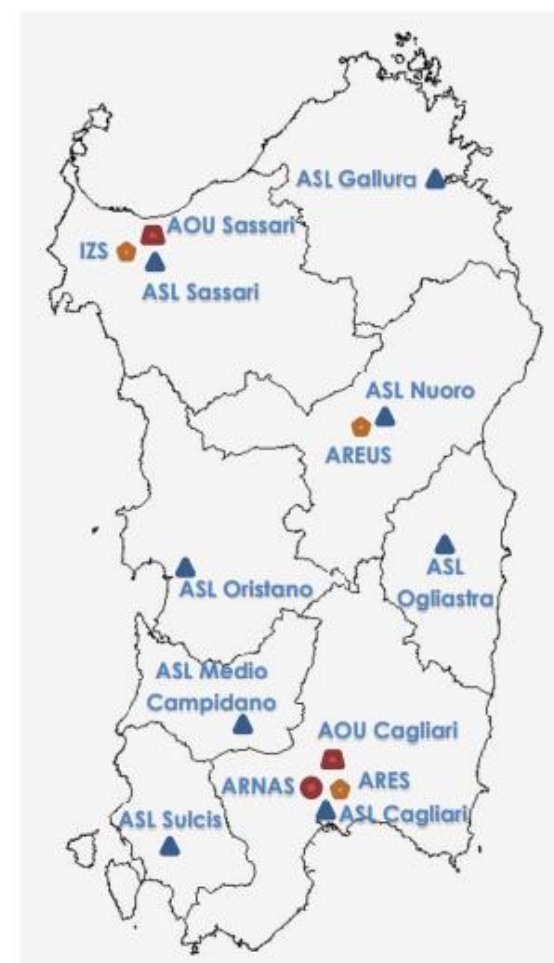 ASL Gallura
AOU Sassari
IZS
ASL Sassari
ASL Nuoro
AREUS
ASL
Ogliastra
ASL Oristano
ASL Medio
Campidano
AOU Cagliari
ARNAS
ARES
ASL Cagliari
ASL Sulcis